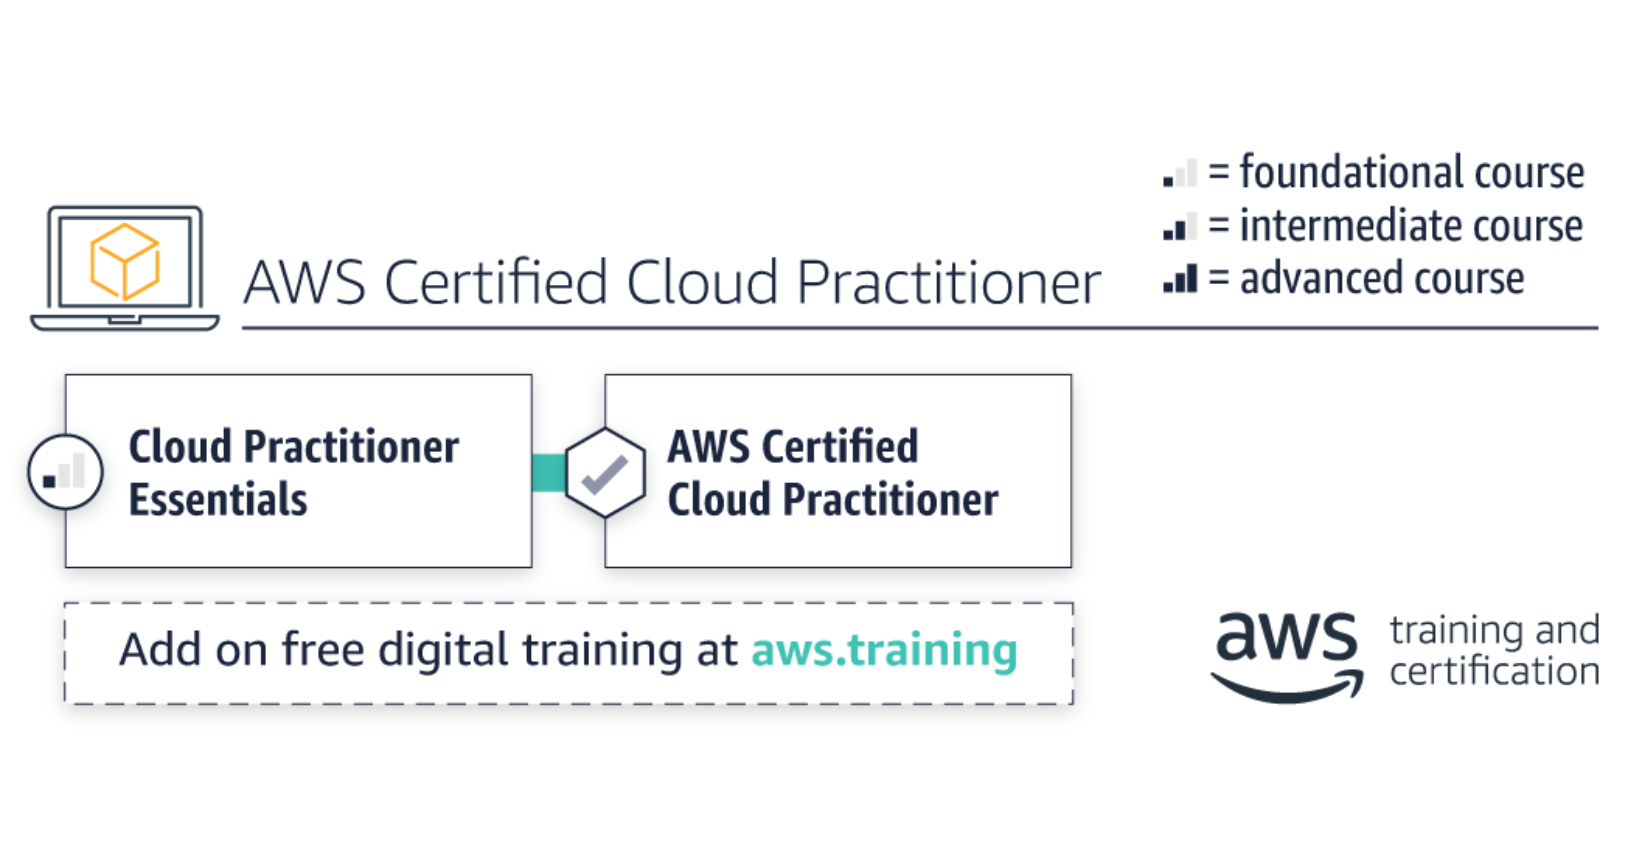 = foundational course
= intermediate course
= advanced course
AWS Certified Cloud Practitioner
Cloud Practitioner
Essentials
AWS Certified
Cloud Practitioner
Add on free digital training at aws.training
aws training and
certification